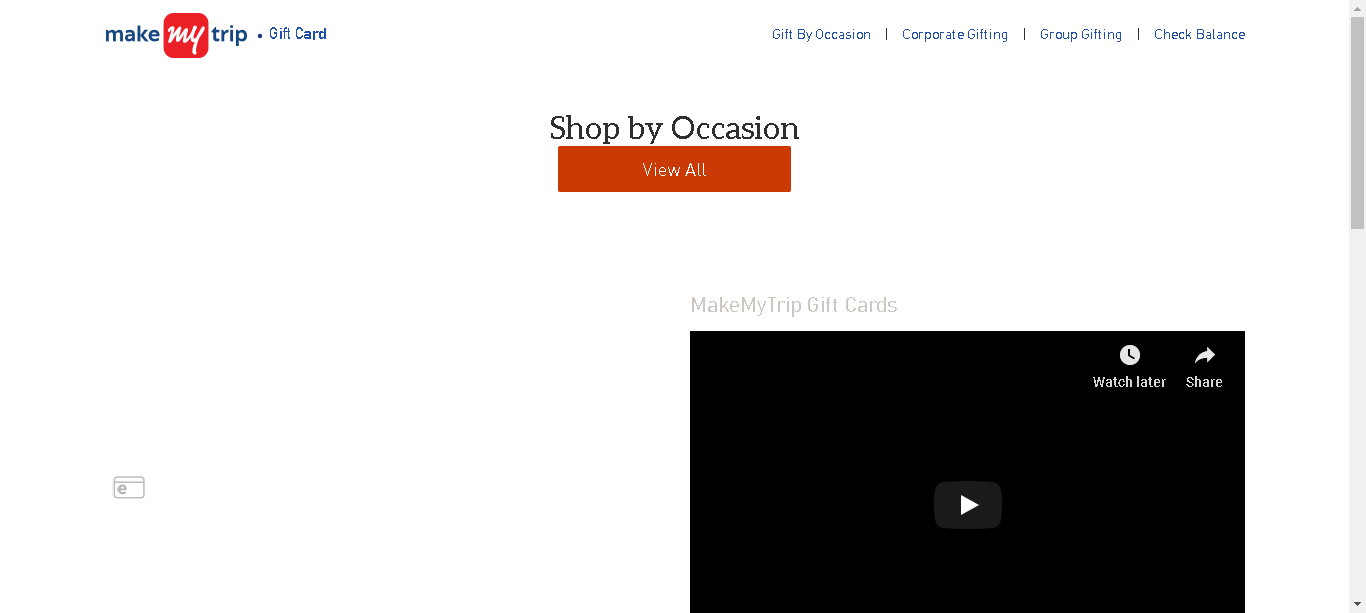 make my trip • Gift Card
Gift By Occasion | Corporate Gifting | Group Gifting | Check Balance
Shop by Occasion
View All
MakeMyTrip Gift Cards
Watch later Share
e